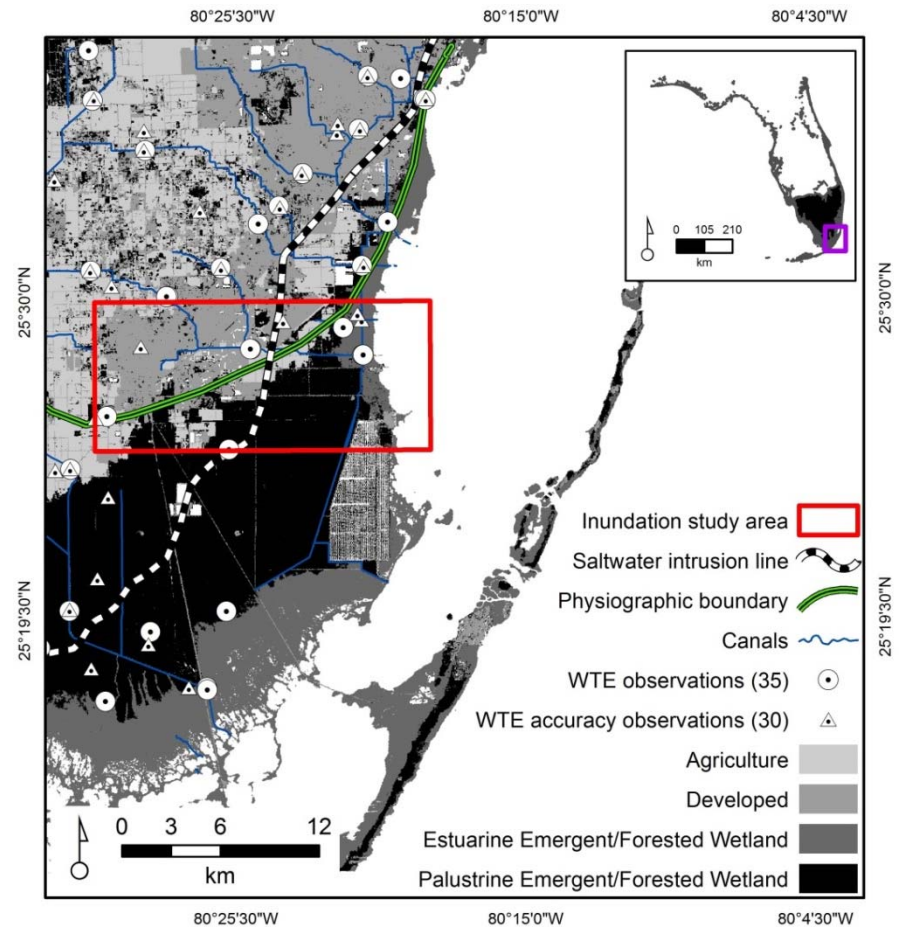 80°25'30"W 80°15'0"W 80°4'30"W
25°30'0"N
25°30'0"N
0 105 210
km
Inundation study area
Saltwater intrusion line
Physiographic boundary
Canals
WTE observations (35)
WTE accuracy observations (30)
Agriculture
Developed
Estuarine Emergent/Forested Wetland
Palustrine Emergent/Forested Wetland
25°19'30"N
25°19'30"N
0 3 6 12
km
80°25'30"W 80°15'0"W 80°4'30"W